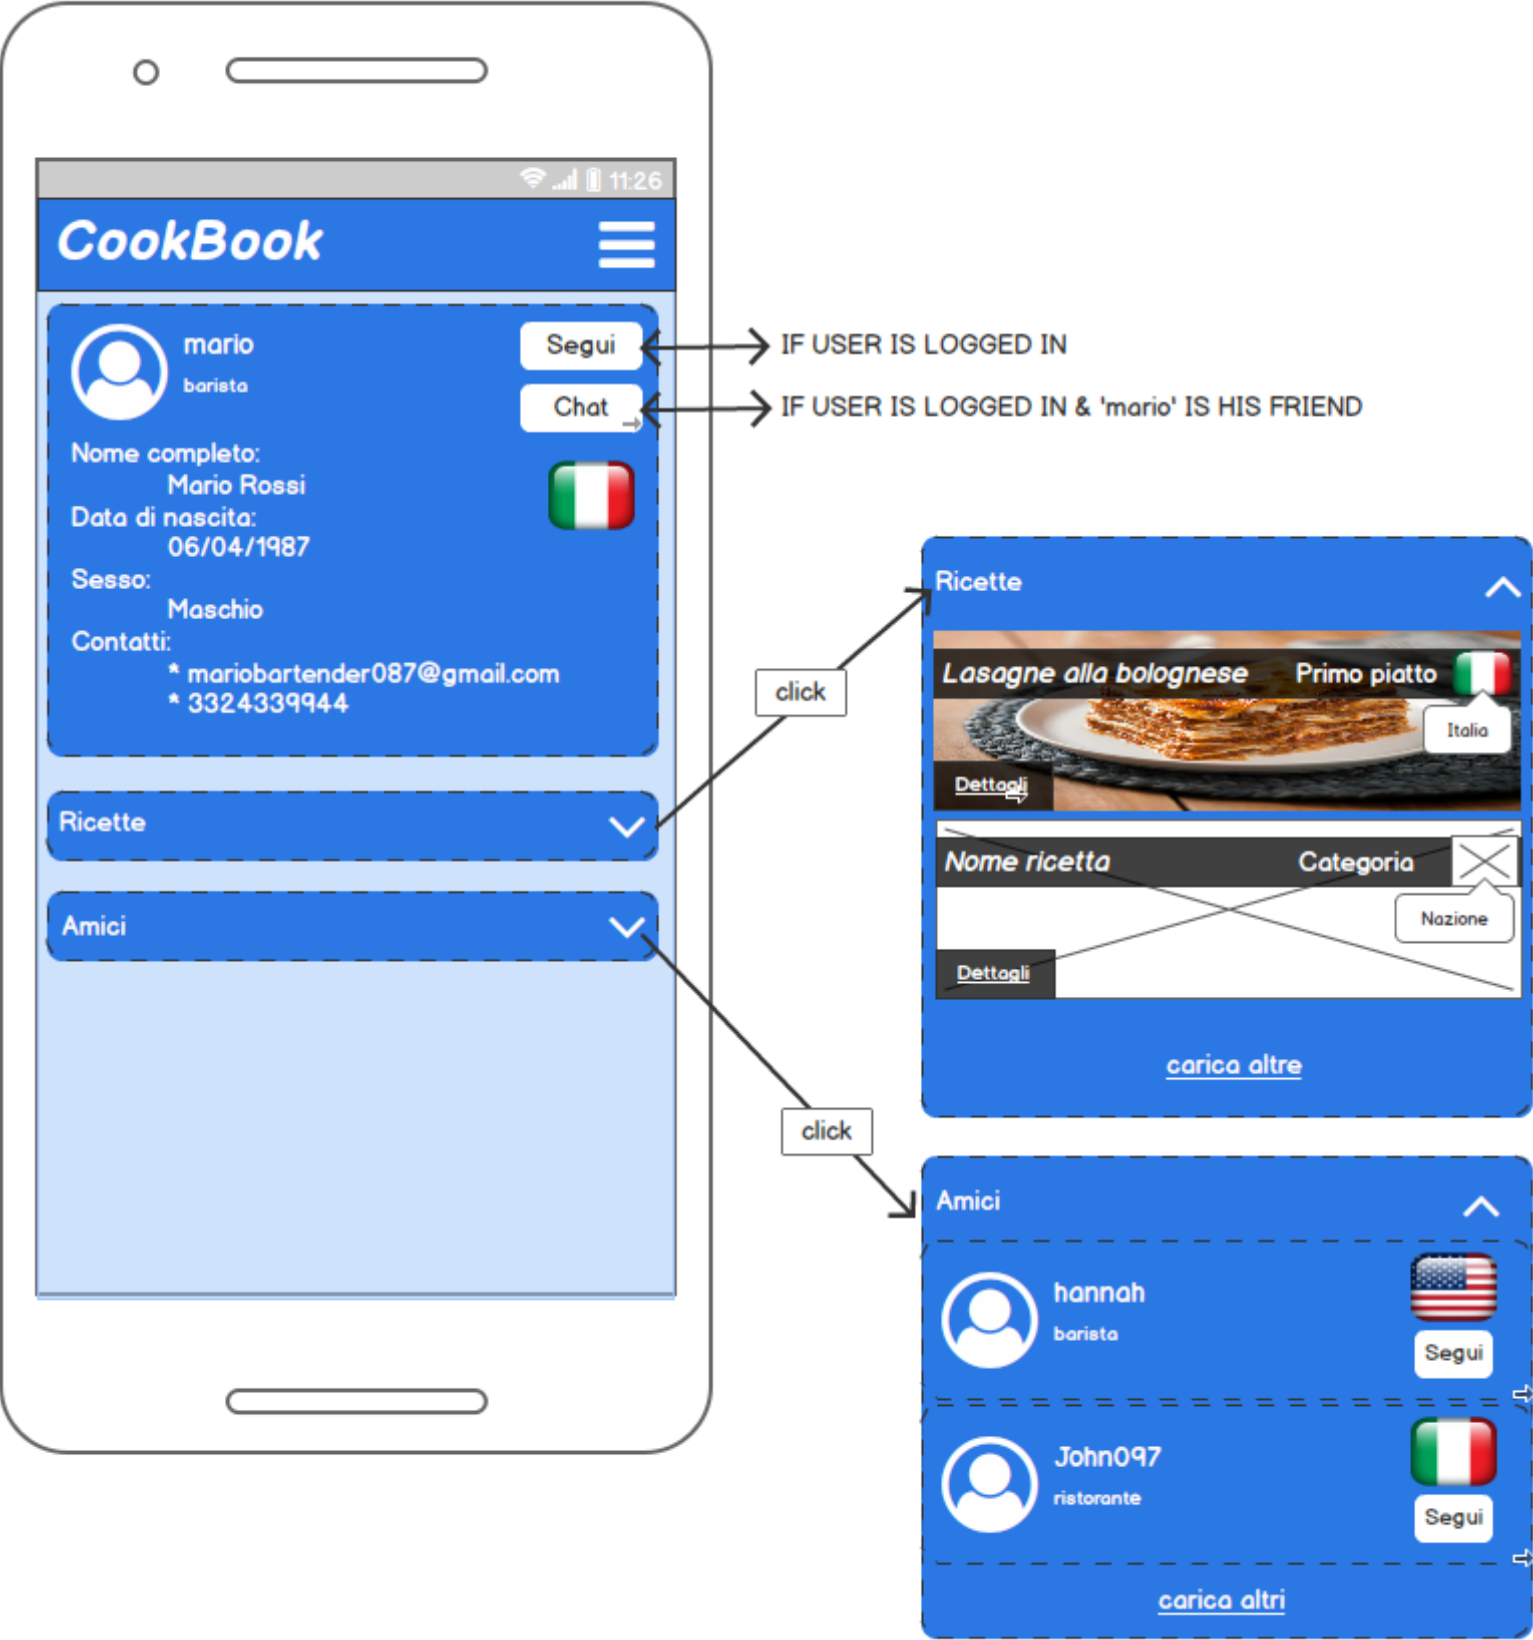 11:26
CookBook
mario
barista
Segui
Chat
IF USER IS LOGGED IN
IF USER IS LOGGED IN & 'mario' IS HIS FRIEND
Nome completo:
Mario Rossi
Data di nascita:
06/04/1987
Sesso:
Maschio
Contatti:
* mariobartender087@gmail.com
* 3324339944
Ricette
Amici
click
click
Ricette
Lasagne alla bolognese Primo piatto
Italia
Dettagli
Nome ricetta Categoria
Nazione
Dettagli
carica altre
Amici
hannah
barista
Segui
John097
ristorante
Segui
carica altri